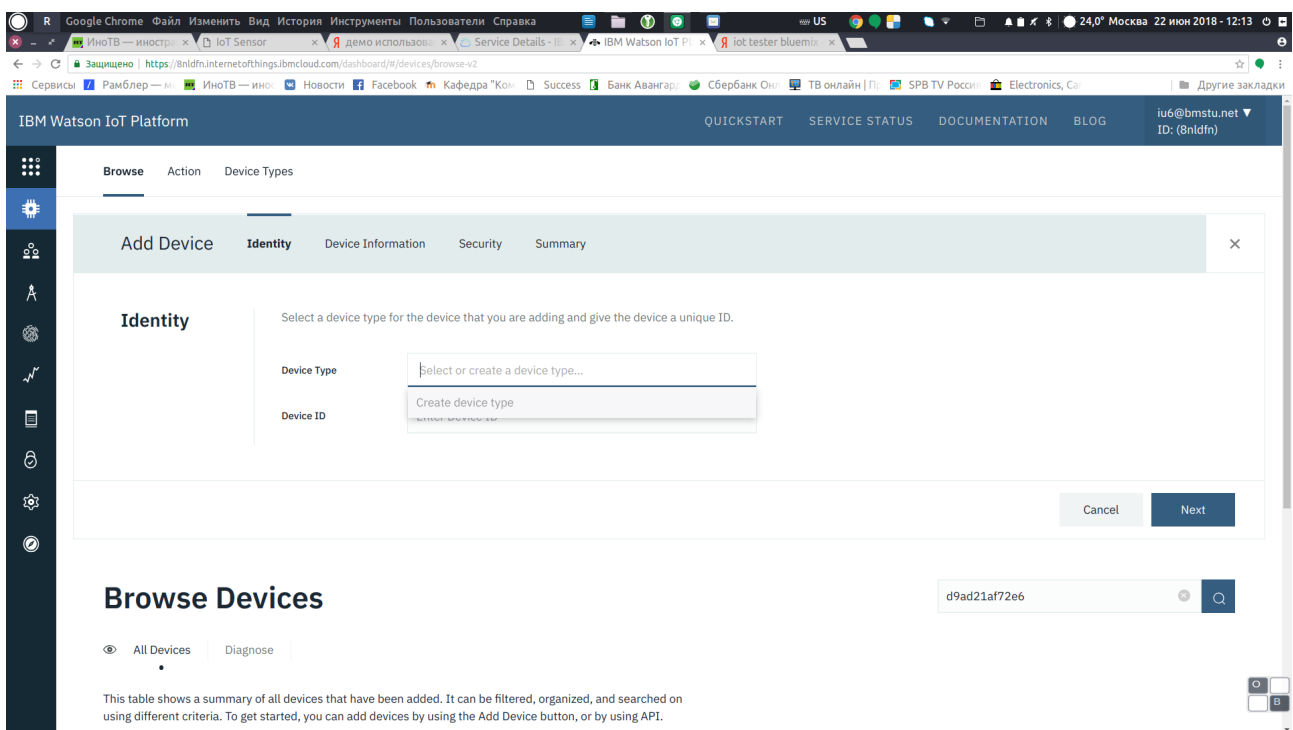 R Google Chrome Файл Изменить Вид История Инструменты Пользователи Справка US 24,0° Москва 22 июн 2018 - 12:13
ИноТВ — иностра IoT Sensor Я демо использова Service Details - IB IBM Watson IoT Pl Я iot tester bluemix
Защищено | https://8nldfn.internetofthings.ibmcloud.com/dashboard/#/devices/browse-v2
Сервисы Рамблер — ме ИноТВ — инос Новости Facebook Кафедра "Ком Success Банк Авангард Сбербанк Онл ТВ онлайн | Пр SPB TV Россия Electronics, Car Другие закладки
IBM Watson IoT Platform
QUICKSTART SERVICE STATUS DOCUMENTATION BLOG
iu6@bmstu.net ▼
ID: (8nldfn)
Browse Action Device Types
Add Device Identity Device Information Security Summary
Identity
Select a device type for the device that you are adding and give the device a unique ID.
Device Type Select or create a device type...
Create device type
Device ID Enter Device ID
Cancel Next
Browse Devices
d9ad21af72e6
All Devices Diagnose
This table shows a summary of all devices that have been added. It can be filtered, organized, and searched on
using different criteria. To get started, you can add devices by using the Add Device button, or by using API.
O
B